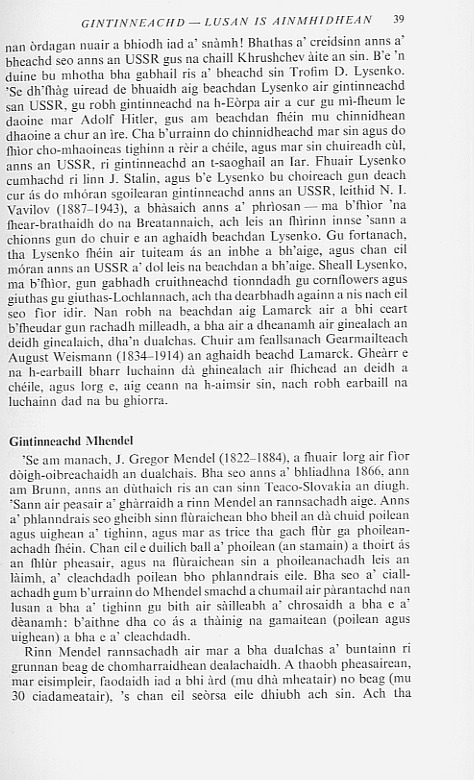 GINTINNEACHD — LUSAN IS AINMHIDHEAN 39
nan òrdagan nuair a bhiodh iad a' snàmh! Bhathas a' creidsinn anns a'
bheachd seo anns an USSR gus na chaill Khrushchev àite an sin. B'e 'n
duine bu mhotha bha gabhail ris a' bheachd sin Trofim D. Lysenko.
'Se dh'fhàg uiread de bhuaidh aig beachdan Lysenko air gintinneachd
san USSR, gu robh gintinneachd na h-Eòrpa air a cur gu mì-fheum le
daoine mar Adolf Hitler, gus am beachdan fhéin mu chinnidhean
dhaoine a chur an ìre. Cha b'urrainn do chinnidheachd mar sin agus do
fhìor cho-mhaoineas tighinn a rèir a chéile, agus mar sin chuireadh cùl,
anns an USSR, ri gintinneachd an t-saoghail an Iar. Fhuair Lysenko
cumhachd ri linn J. Stalin, agus b'e Lysenko bu choireach gun deach
cur ás do mhóran sgoilearan gintinneachd anns an USSR, leithid N. I.
Vavilov (1887–1943), a bhàsaich anns a' phrìosan — ma b'fhìor 'na
fhear-brathaidh do na Breatannaich, ach leis an fhìrinn innse 'sann a
chionns gun do chuir e an aghaidh beachdan Lysenko. Gu fortanach,
tha Lysenko fhéin air tuiteam ás an inbhe a bh'aige, agus chan eil
móran anns an USSR a' dol leis na beachdan a bh'aige. Sheall Lysenko,
ma b'fhìor, gun gabhadh cruithneachd tionndadh gu cornflowers agus
giuthas gu giuthas-Lochlannach, ach tha dearbhadh againn a nis nach eil
seo fìor idir. Nan robh na beachdan aig Lamarck air a bhi ceart
b'fheudar gun rachadh milleadh, a bha air a dheanamh air ginealach an
deidh ginealaich, dha'n dualchas. Chuir am feallsanach Gearmailteach
August Weismann (1834–1914) an aghaidh beachd Lamarck. Gheàrr e
na h-earbaill bharr luchainn dà ghinealach air fhichead an deidh a
chéile, agus lorg e, aig ceann na h-aimsir sin, nach robh earbaill na
luchainn dad na bu ghiorra.
Gintinneachd Mhendel
'Se am manach, J. Gregor Mendel (1822–1884), a fhuair lorg air fìor
dòigh-oibreachaidh an dualchais. Bha seo anns a' bhliadhna 1866, ann
am Brunn, anns an dùthaich ris an can sinn Teaco-Slovakia an diugh.
'Sann air peasair a' ghàrraidh a rinn Mendel an rannsachadh aige. Anns
a' phlanndrais seo gheibh sinn flùraichean bho bheil an dà chuid poilean
agus uighean a' tighinn, agus mar as trice tha gach flùr ga phoilean-
achadh fhéin. Chan eil e duilich ball a' phoilean (an stamain) a thoirt ás
an fhlùr pheasair, agus na flùraichean sin a phoileanachadh leis an
làimh, a' cleachdadh poilean bho phlanndrais eile. Bha seo a' ciall-
achadh gum b'urrainn do Mhendel smachd a chumail air pàrantachd nan
lusan a bha a' tighinn gu bith air sàilleabh a' chrosaidh a bha e a'
dèanamh: b'aithne dha co ás a thàinig na gamaitean (poilean agus
uighean) a bha e a' cleachdadh.
Rinn Mendel rannsachadh air mar a bha dualchas a' buntainn ri
grunnan beag de chomharraidhean dealachaidh. A thaobh pheasairean,
mar eisimpleir, faodaidh iad a bhi àrd (mu dhà mheatair) no beag (mu
30 ciadameatair), 's chan eil seòrsa eile dhiubh ach sin. Ach tha